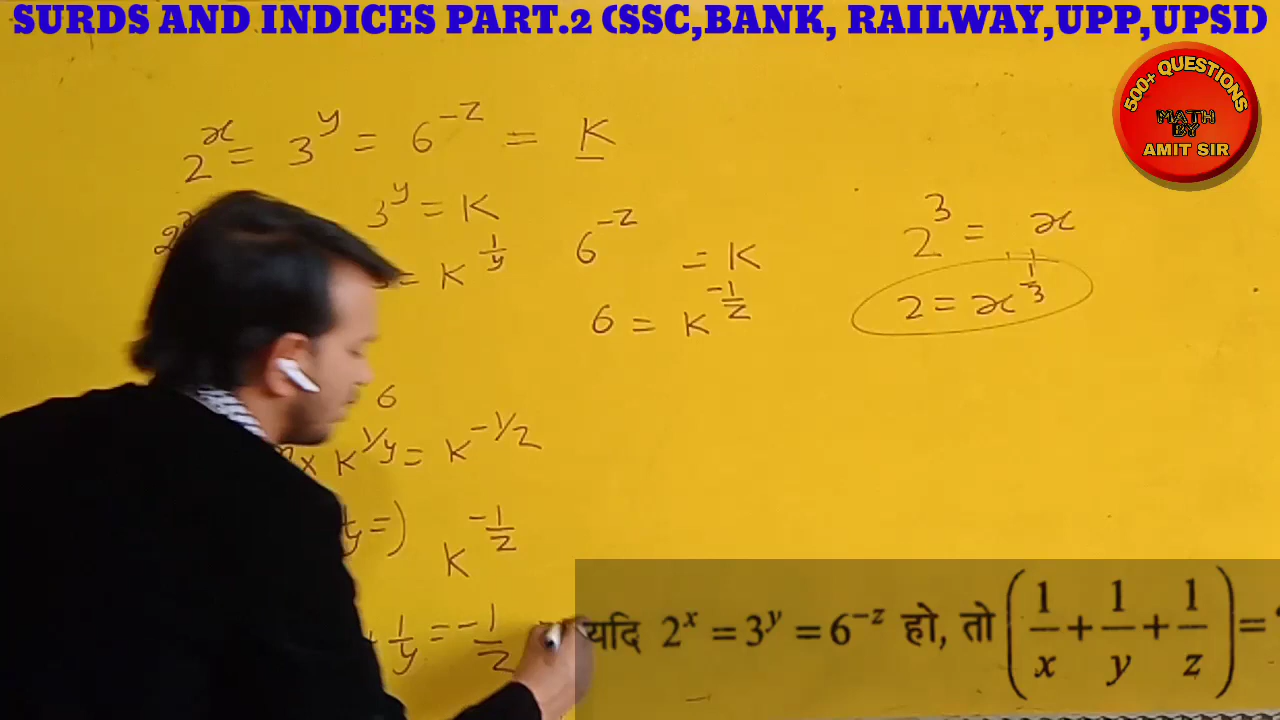 SURDS AND INDICES PART.2 (SSC,BANK, RAILWAY,UPP,UPSI)
500+ QUESTIONS
MATH
BY
AMIT SIR
2^x = 3^y = 6^-z = K
3^y = K
= K^1/y
6^-z = K
6 = K^-1/z
2^3 = x
2 = x^1/3
6
x K^1/y = K^-1/z
y =) K^-1/z
+ 1/y = -1/z
यदि 2^x = 3^y = 6^-z हो, तो (1/x + 1/y + 1/z) =